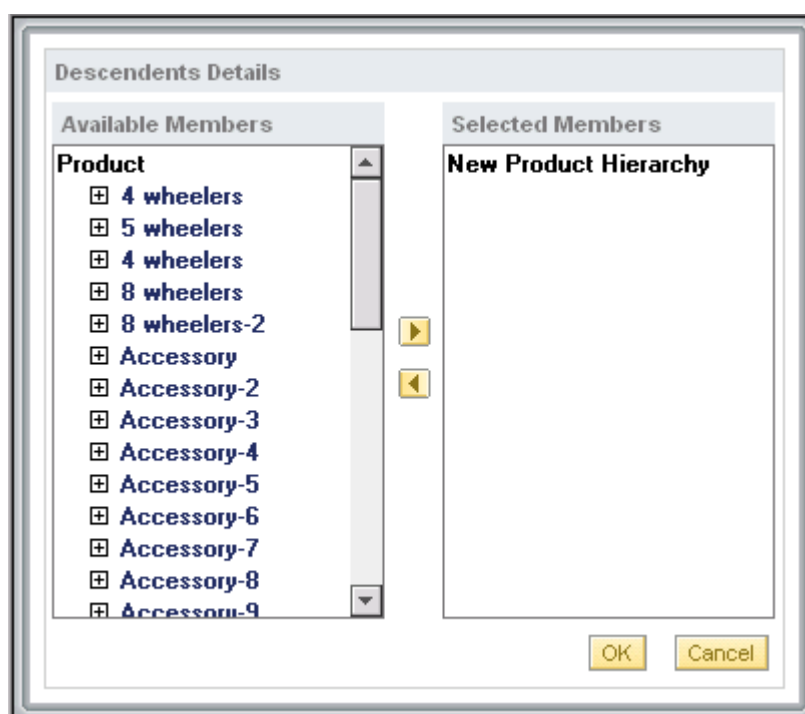 Descendents Details
Available Members
Product
4 wheelers
5 wheelers
4 wheelers
8 wheelers
8 wheelers-2
Accessory
Accessory-2
Accessory-3
Accessory-4
Accessory-5
Accessory-6
Accessory-7
Accessory-8
Accessory-9
Selected Members
New Product Hierarchy
OK
Cancel